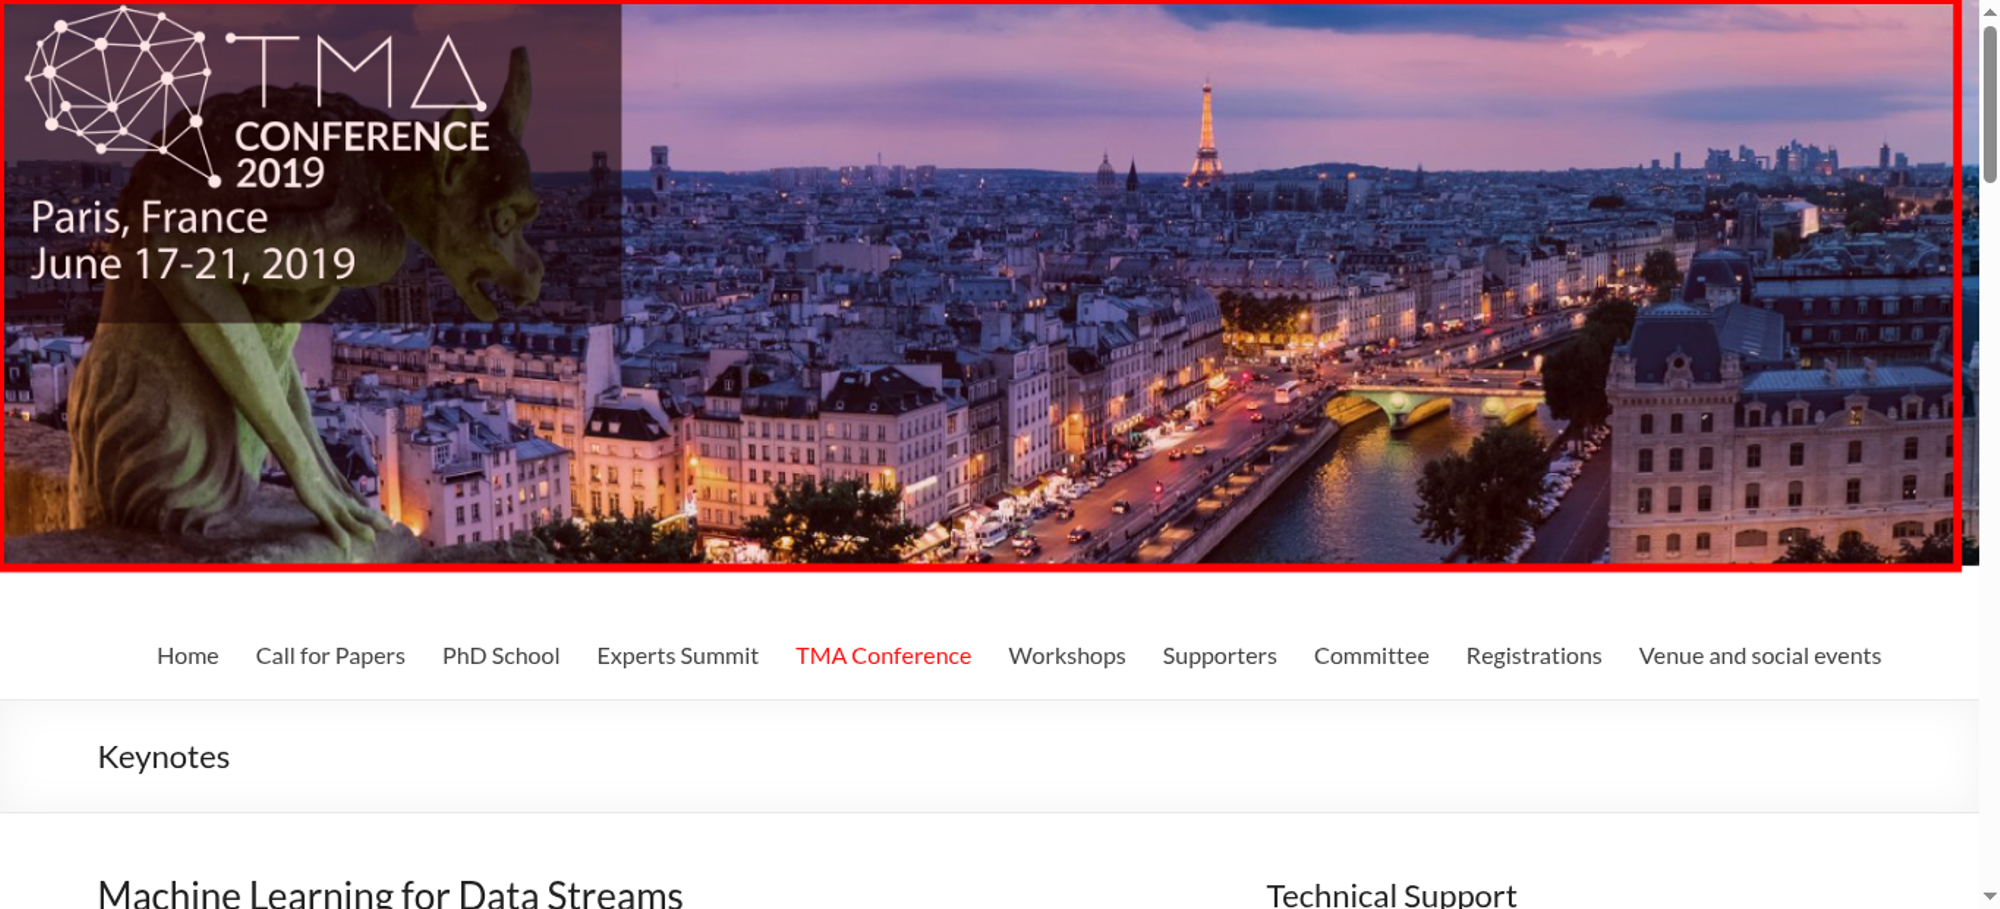 TMA
CONFERENCE
2019
Paris, France
June 17-21, 2019
Home Call for Papers PhD School Experts Summit TMA Conference Workshops Supporters Committee Registrations Venue and social events
Keynotes
Machine Learning for Data Streams
Technical Support